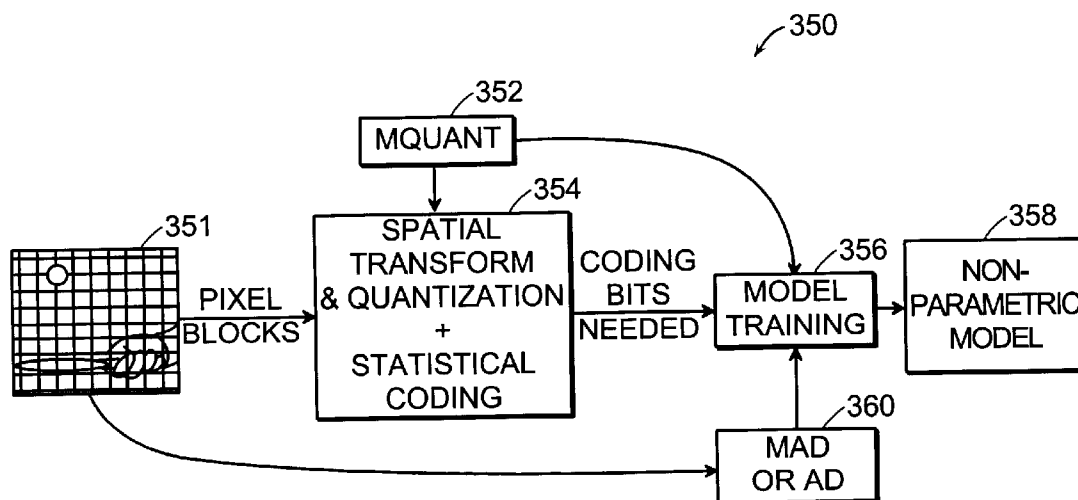 350
352
MQUANT
354
351
SPATIAL
TRANSFORM
& QUANTIZATION
+
STATISTICAL
CODING
PIXEL
BLOCKS
CODING
BITS
NEEDED
356
MODEL
TRAINING
358
NON-
PARAMETRIC
MODEL
360
MAD
OR AD